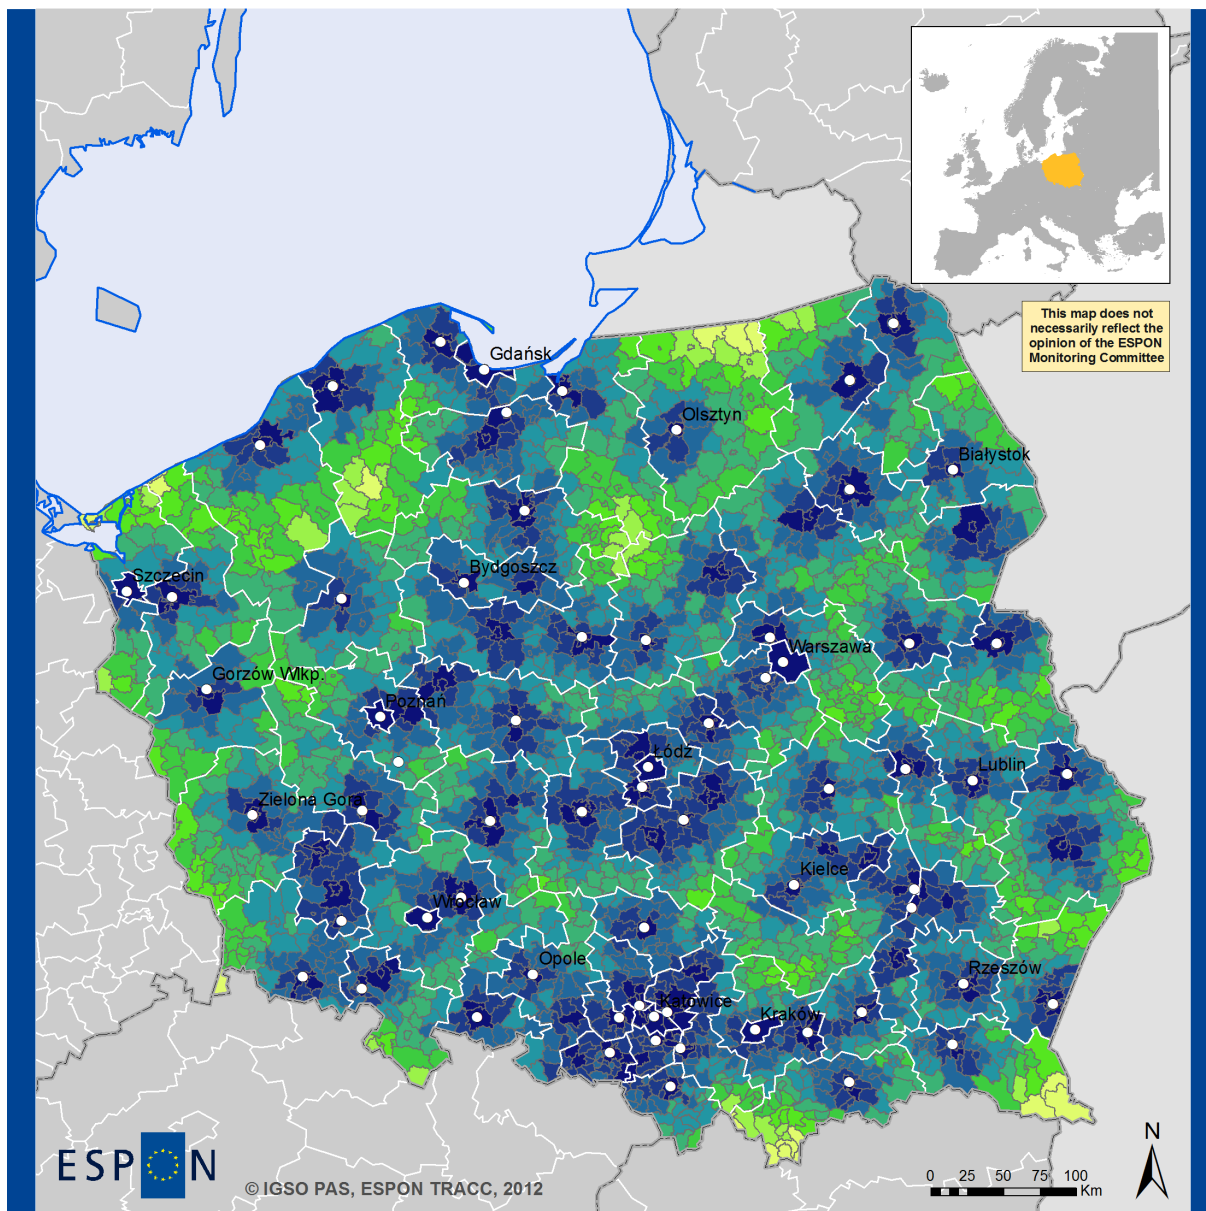 This map does not
necessarily reflect the
opinion of the ESPON
Monitoring Committee
Gdańsk
Olsztyn
Białystok
Szczecin
Bydgoszcz
Warszawa
Gorzów Wlkp.
Poznań
Łódź
Lublin
Zielona Gora
Kielce
Wrocław
Opole
Rzeszów
Katowice
Kraków
ESPON
© IGSO PAS, ESPON TRACC, 2012
N
0 25 50 75 100
Km